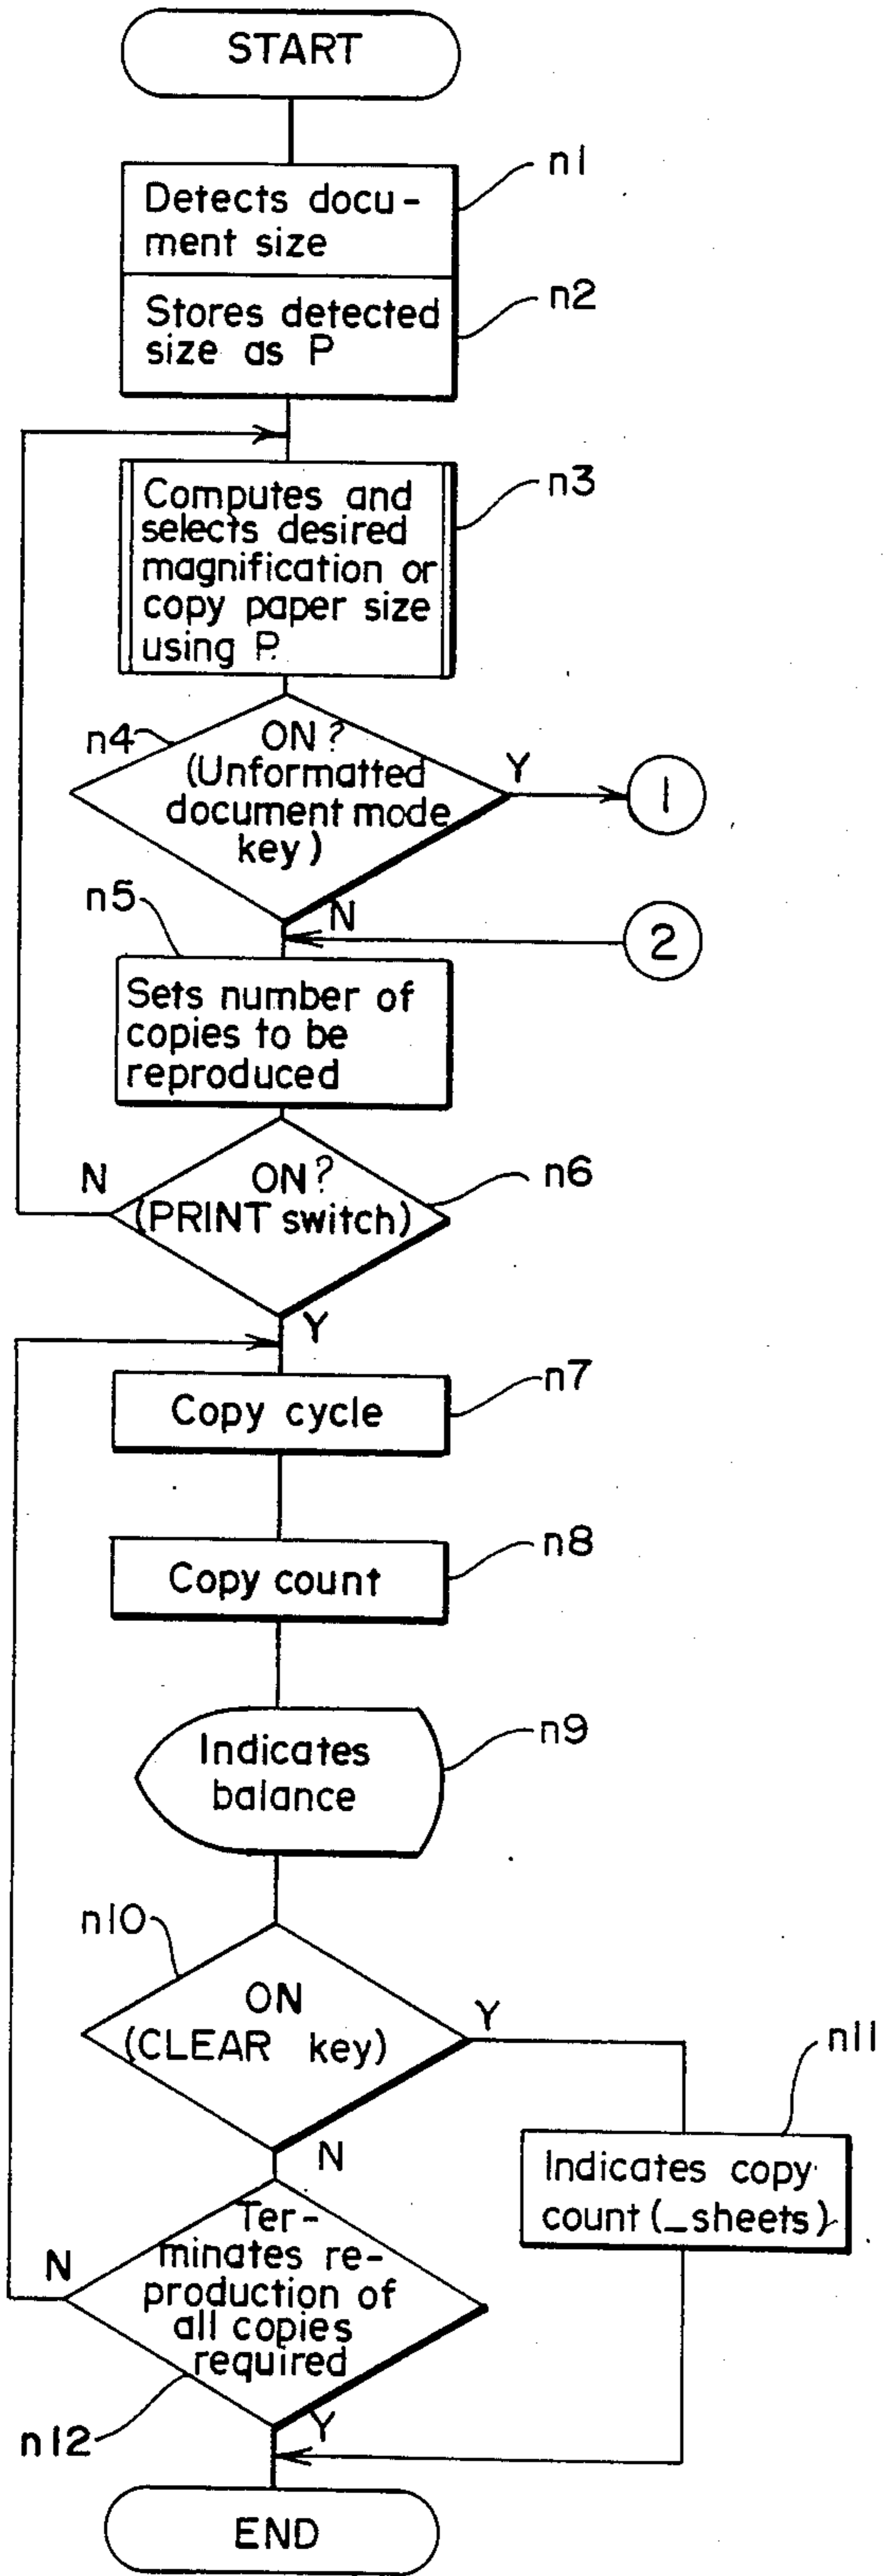 START
n1
Detects docu-
ment size
n2
Stores detected
size as P
n3
Computes and
selects desired
magnification or
copy paper size
using P.
n4
ON?
(Unformatted
document mode
key)
Y
1
N
n5
2
Sets number of
copies to be
reproduced
N
ON?
(PRINT switch)
n6
Y
n7
Copy cycle
n8
Copy count
n9
Indicates
balance
n10
ON
(CLEAR key)
Y
n11
N
Indicates copy
count (_sheets)
N
Ter-
minates re-
production of
all copies
required
n12
Y
END